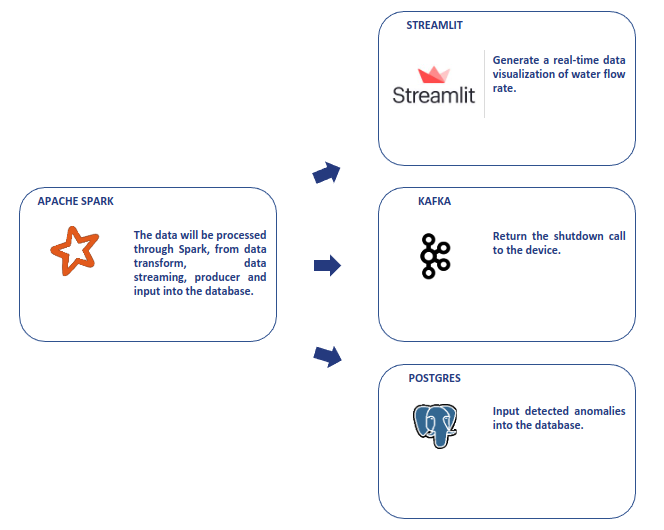 STREAMLIT
Streamlit
Generate a real-time data
visualization of water flow
rate.
APACHE SPARK
The data will be processed
through Spark, from data
transform, data
streaming, producer and
input into the database.
KAFKA
Return the shutdown call
to the device.
POSTGRES
Input detected anomalies
into the database.